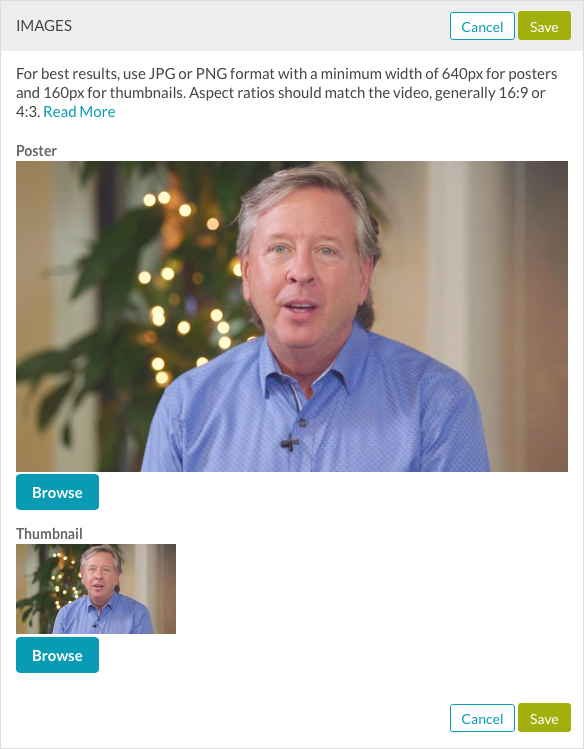 IMAGES
Cancel
Save
For best results, use JPG or PNG format with a minimum width of 640px for posters
and 160px for thumbnails. Aspect ratios should match the video, generally 16:9 or
4:3. Read More
Poster
Browse
Thumbnail
Browse
Cancel
Save